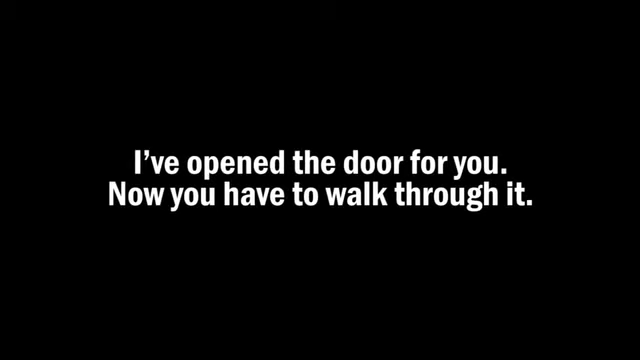 I’ve opened the door for you.
Now you have to walk through it.